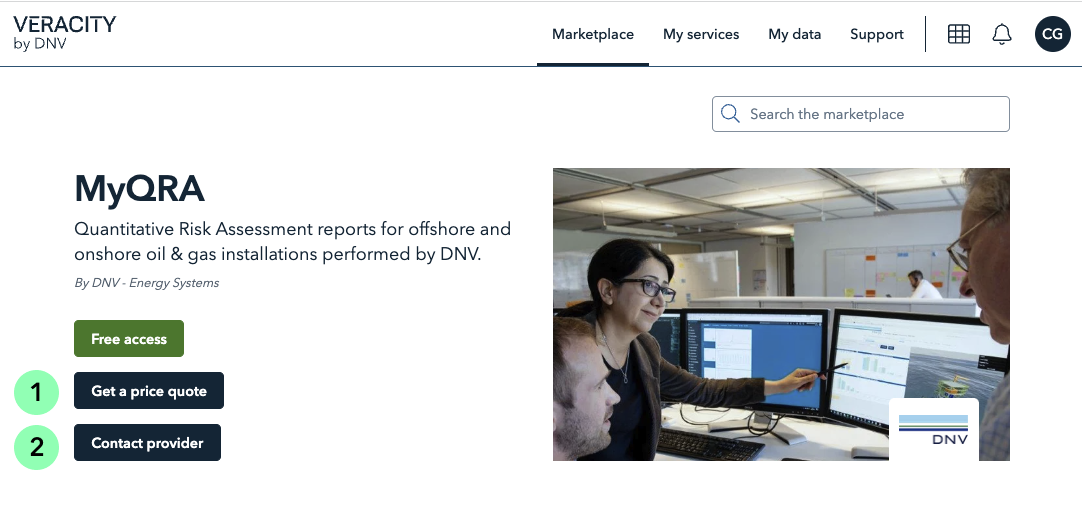 VERACITY
by DNV
Marketplace My services My data Support CG
Search the marketplace
MyQRA
Quantitative Risk Assessment reports for offshore and
onshore oil & gas installations performed by DNV.
By DNV - Energy Systems
Free access
1 Get a price quote
2 Contact provider
DNV